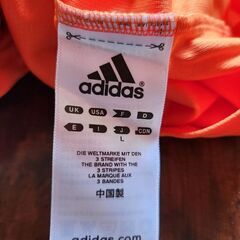 adidas®
UK USA F D
E I J CDN
L
DIE WELTMARKE MIT DEN
3 STREIFEN
THE BRAND WITH THE
3 STRIPES
LA MARQUE AUX
3 BANDES
中国製
adidas.com